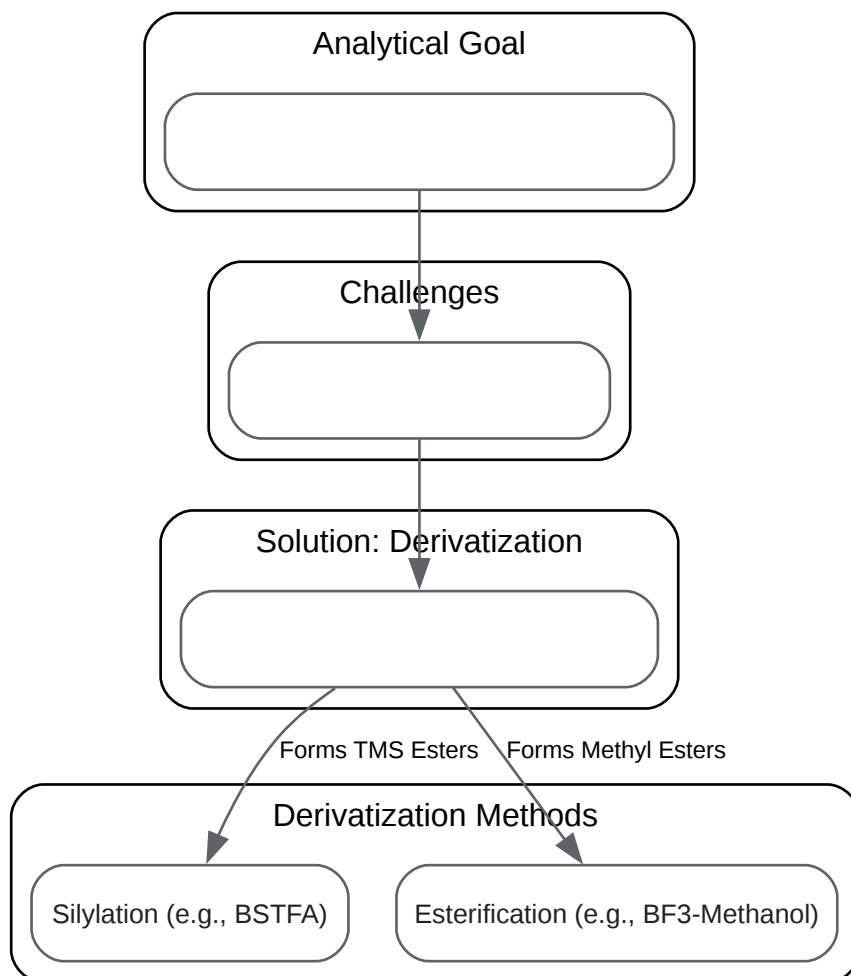 Analytical Goal
Challenges
Solution: Derivatization
Forms TMS Esters
Forms Methyl Esters
Derivatization Methods
Silylation (e.g., BSTFA)
Esterification (e.g., BF3-Methanol)